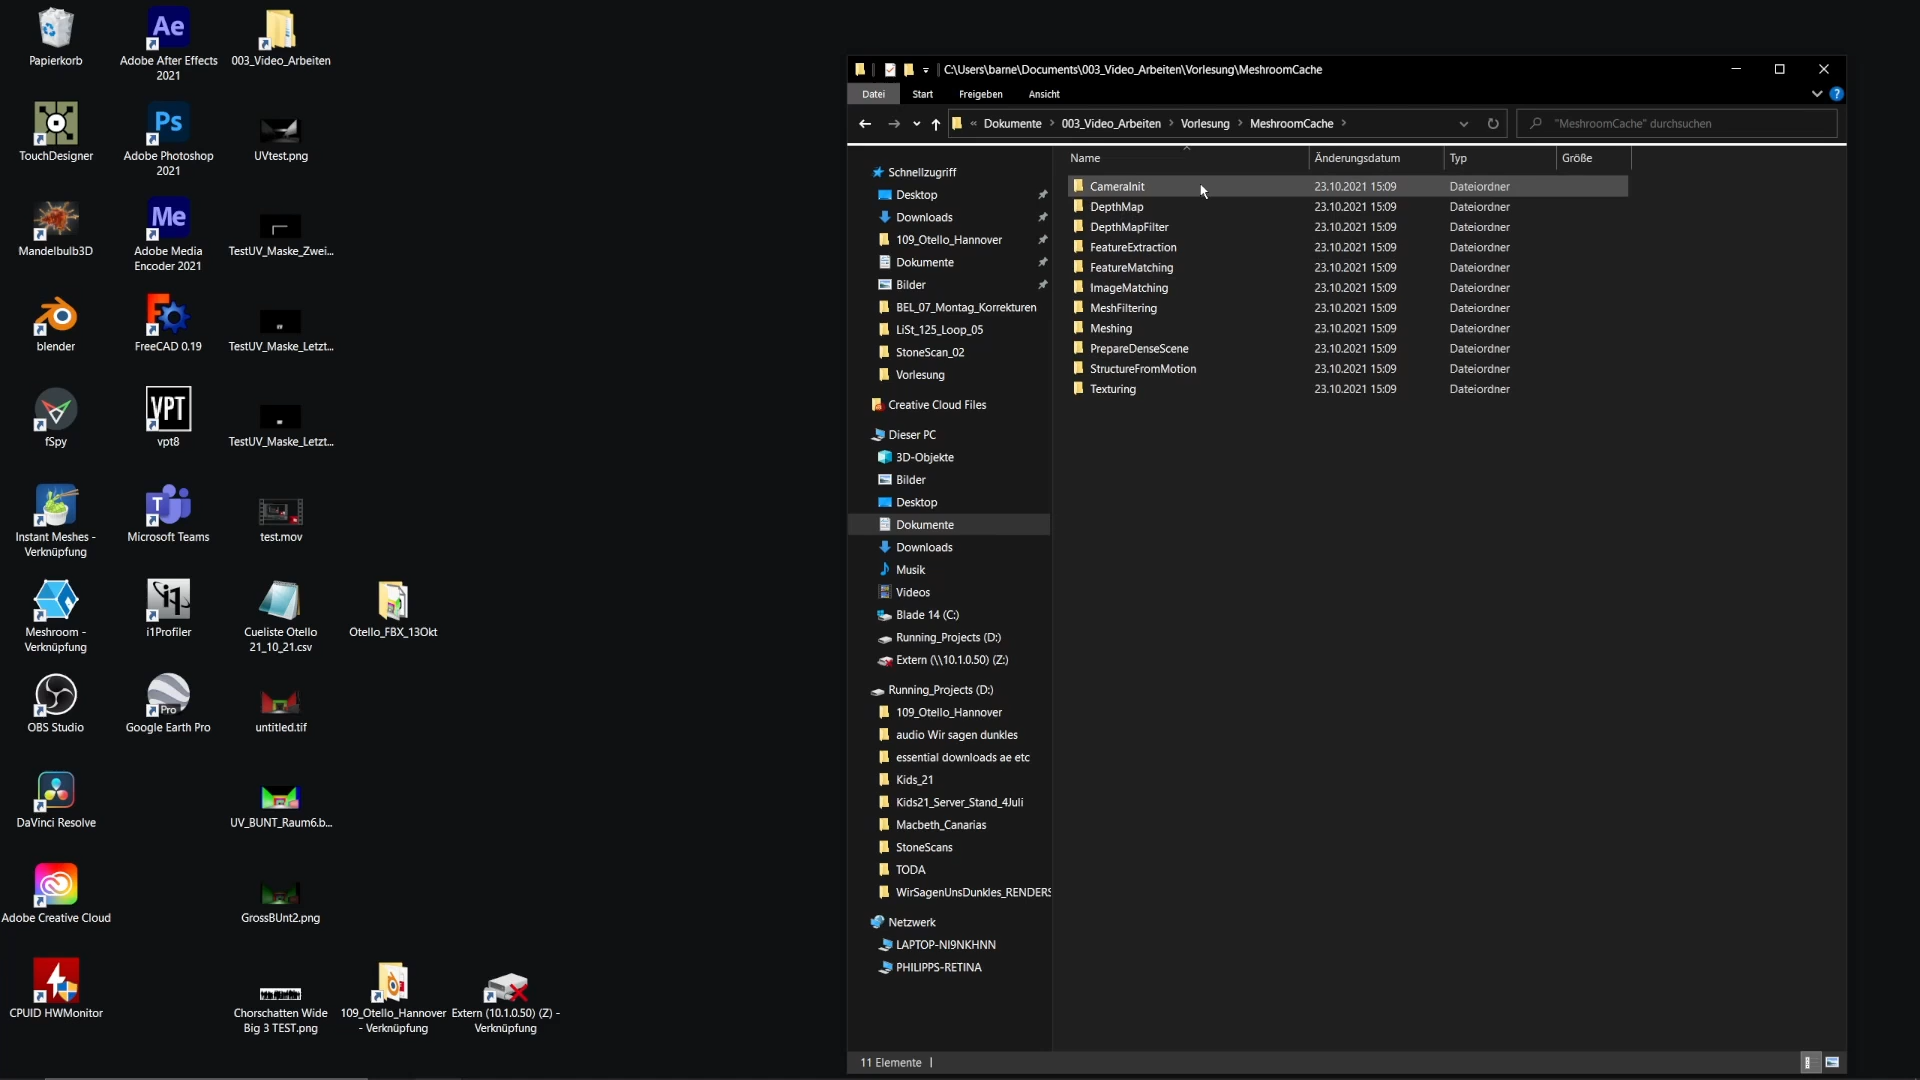 Papierkorb
Adobe After Effects
2021
003_Video_Arbeiten
TouchDesigner
Adobe Photoshop
2021
UVtest.png
Mandelbulb3D
Adobe Media
Encoder 2021
TestUV_Maske_Zwei...
blender
FreeCAD 0.19
TestUV_Maske_Letzt...
fSpy
VPT
vpt8
TestUV_Maske_Letzt...
Instant Meshes -
Verknüpfung
Microsoft Teams
test.mov
Meshroom -
Verknüpfung
i1Profiler
Cueliste Otello
21_10_21.csv
Otello_FBX_13Okt
OBS Studio
Pro
Google Earth Pro
untitled.tif
DaVinci Resolve
UV_BUNT_Raum6.b...
Adobe Creative Cloud
GrossBUnt2.png
CPUID HWMonitor
Chorschatten Wide
Big 3 TEST.png
109_Otello_Hannover
- Verknüpfung
Extern (10.1.0.50) (Z) -
Verknüpfung
C:\Users\barne\Documents\003_Video_Arbeiten\Vorlesung\MeshroomCache
Datei Start Freigeben Ansicht
« Dokumente > 003_Video_Arbeiten > Vorlesung > MeshroomCache >
"MeshroomCache" durchsuchen
Schnellzugriff
Desktop
Downloads
109_Otello_Hannover
Dokumente
Bilder
BEL_07_Montag_Korrekturen
LiSt_125_Loop_05
StoneScan_02
Vorlesung
Creative Cloud Files
Dieser PC
3D-Objekte
Bilder
Desktop
Dokumente
Downloads
Musik
Videos
Blade 14 (C:)
Running_Projects (D:)
Extern (\\10.1.0.50) (Z:)
Running_Projects (D:)
109_Otello_Hannover
audio Wir sagen dunkles
essential downloads ae etc
Kids_21
Kids21_Server_Stand_4Juli
Macbeth_Canarias
StoneScans
TODA
WirSagenUnsDunkles_RENDERS
Netzwerk
LAPTOP-NI9NKHNN
PHILIPPS-RETINA
Name Änderungsdatum Typ Größe
CameraInit 23.10.2021 15:09 Dateiordner
DepthMap 23.10.2021 15:09 Dateiordner
DepthMapFilter 23.10.2021 15:09 Dateiordner
FeatureExtraction 23.10.2021 15:09 Dateiordner
FeatureMatching 23.10.2021 15:09 Dateiordner
ImageMatching 23.10.2021 15:09 Dateiordner
MeshFiltering 23.10.2021 15:09 Dateiordner
Meshing 23.10.2021 15:09 Dateiordner
PrepareDenseScene 23.10.2021 15:09 Dateiordner
StructureFromMotion 23.10.2021 15:09 Dateiordner
Texturing 23.10.2021 15:09 Dateiordner
11 Elemente